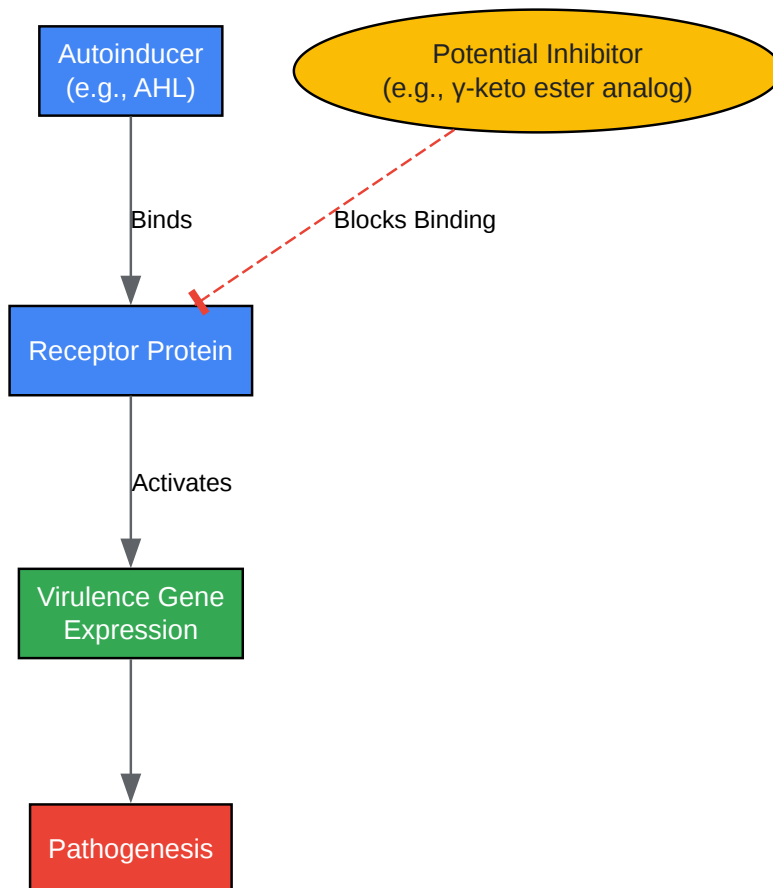 Autoinducer
(e.g., AHL)
Potential Inhibitor
(e.g., γ-keto ester analog)
Binds
Blocks Binding
Receptor Protein
Activates
Virulence Gene
Expression
Pathogenesis